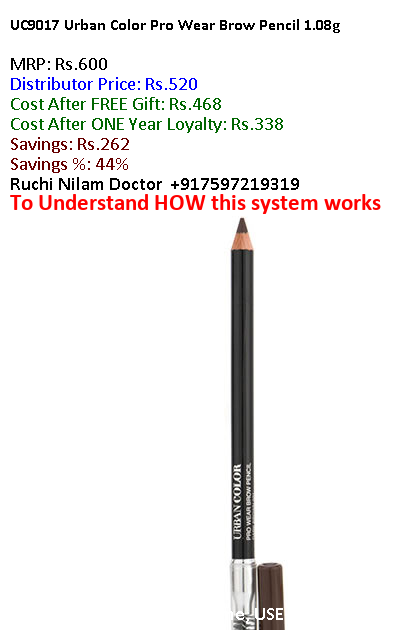 UC9017 Urban Color Pro Wear Brow Pencil 1.08g
MRP: Rs.600
Distributor Price: Rs.520
Cost After FREE Gift: Rs.468
Cost After ONE Year Loyalty: Rs.338
Savings: Rs.262
Savings %: 44%
Ruchi Nilam Doctor +917597219319
To Understand HOW this system works
URBAN COLOR
PRO WEAR BROW PENCIL